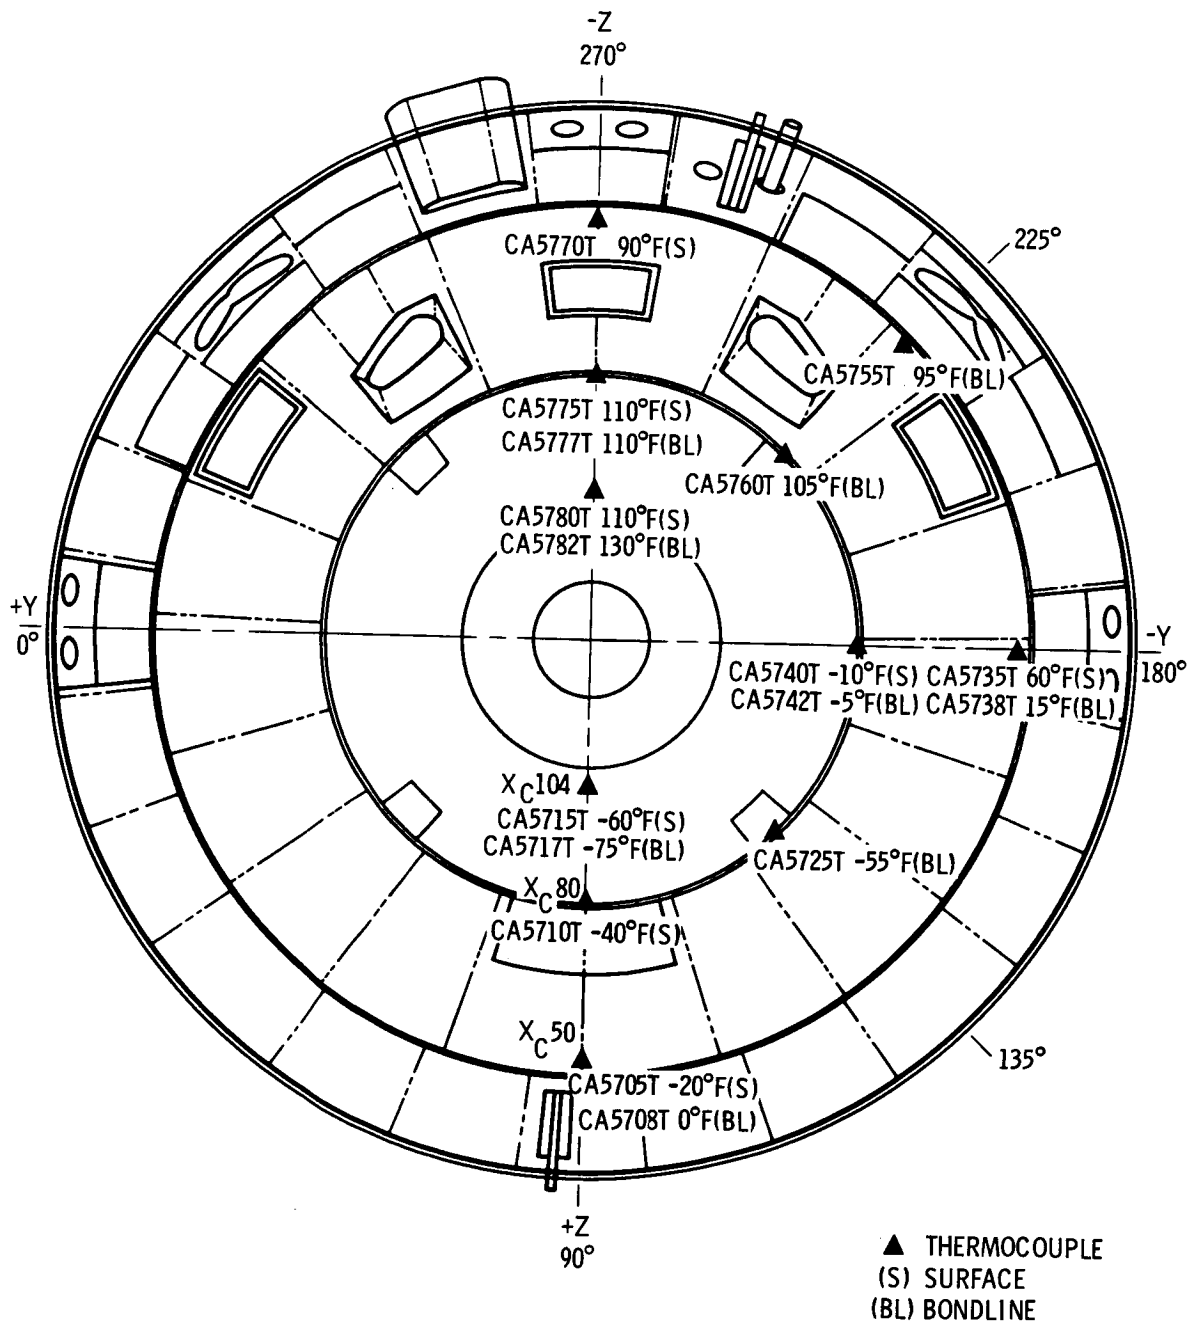 -Z
270°
225°
CA5770T 90°F(S)
CA5755T 95°F(BL)
CA5775T 110°F(S)
CA5777T 110°F(BL)
CA5760T 105°F(BL)
CA5780T 110°F(S)
CA5782T 130°F(BL)
+Y
0°
-Y
180°
CA5740T -10°F(S) CA5735T 60°F(S)
CA5742T -5°F(BL) CA5738T 15°F(BL)
XC104
CA5715T -60°F(S)
CA5717T -75°F(BL)
CA5725T -55°F(BL)
XC80
CA5710T -40°F(S)
XC50
135°
CA5705T -20°F(S)
CA5708T 0°F(BL)
+Z
90°
▲ THERMOCOUPLE
(S) SURFACE
(BL) BONDLINE